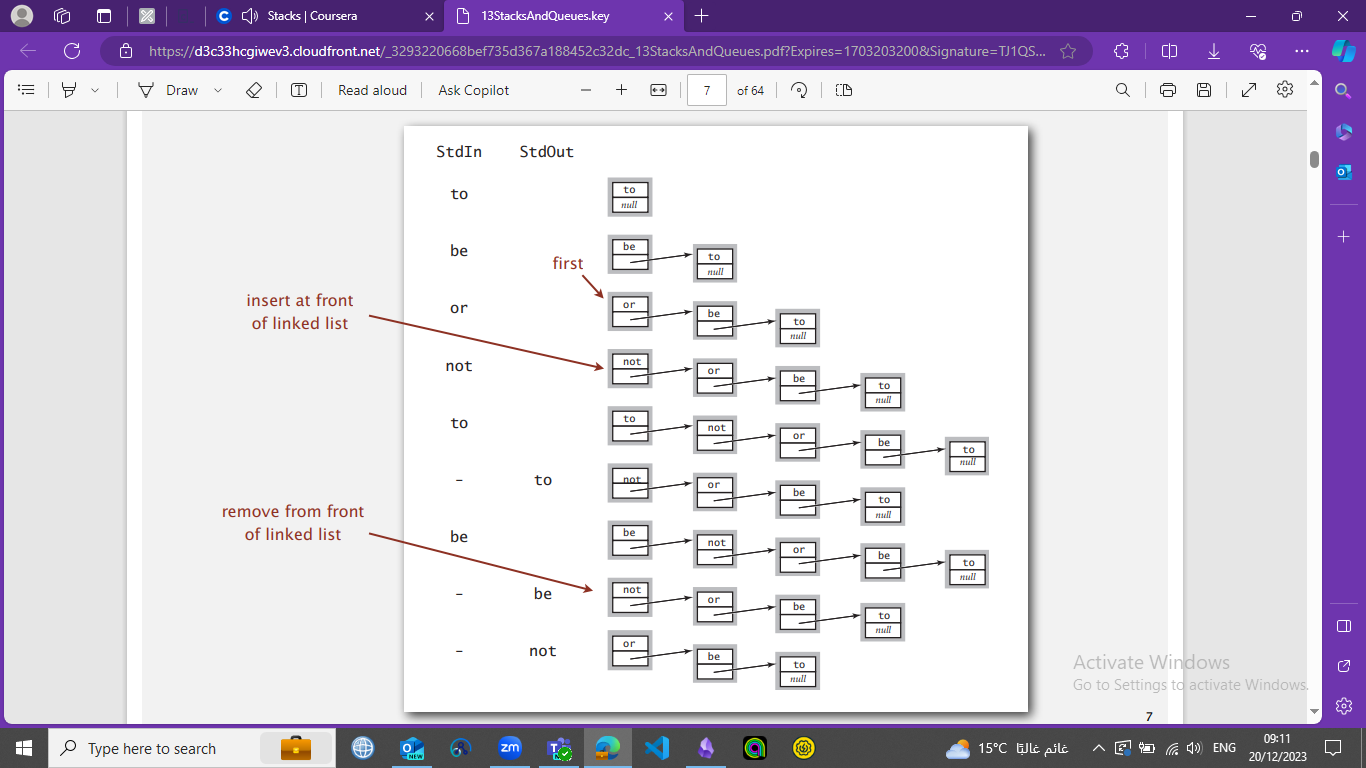 Stacks | Coursera
13StacksAndQueues.key
https://d3c33hcgiwev3.cloudfront.net/_3293220668bef735d367a188452c32dc_13StacksAndQueues.pdf?Expires=1703203200&Signature=TJ1QS...
Draw
Read aloud
Ask Copilot
7
of 64
StdIn StdOut
to
to
null
be
be
to
null
first
or
or
be
to
null
insert at front
of linked list
not
not
or
be
to
null
to
to
not
or
be
to
null
- to
not
or
be
to
null
be
be
not
or
be
to
null
remove from front
of linked list
- be
not
or
be
to
null
- not
or
be
to
null
7
Activate Windows
Go to Settings to activate Windows.
Type here to search
NEW
zm
15°C غائم غالبًا
ENG
09:11
20/12/2023